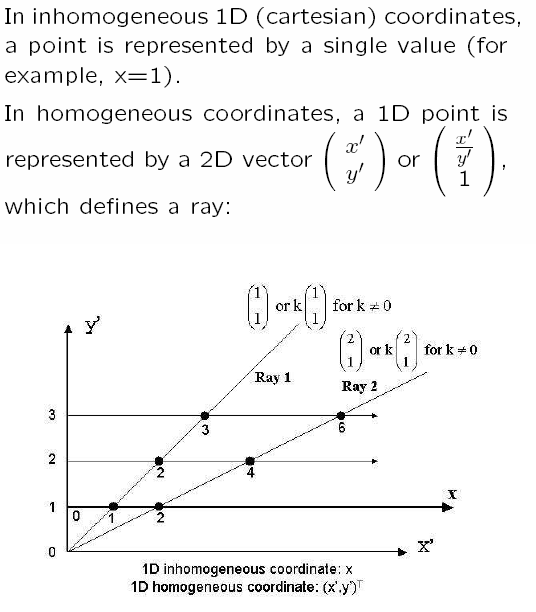 In inhomogeneous 1D (cartesian) coordinates,
a point is represented by a single value (for
example, x=1).
In homogeneous coordinates, a 1D point is
represented by a 2D vector ( x' y' ) or ( x'/y' 1 ),
which defines a ray:
(1 1) or k (1 1) for k ≠ 0
(2 1) or k (2 1) for k ≠ 0
y'
Ray 1
Ray 2
3
3
6
2
2
4
1
0
1
2
x
0
x'
1D inhomogeneous coordinate: x
1D homogeneous coordinate: (x',y')ᵀ